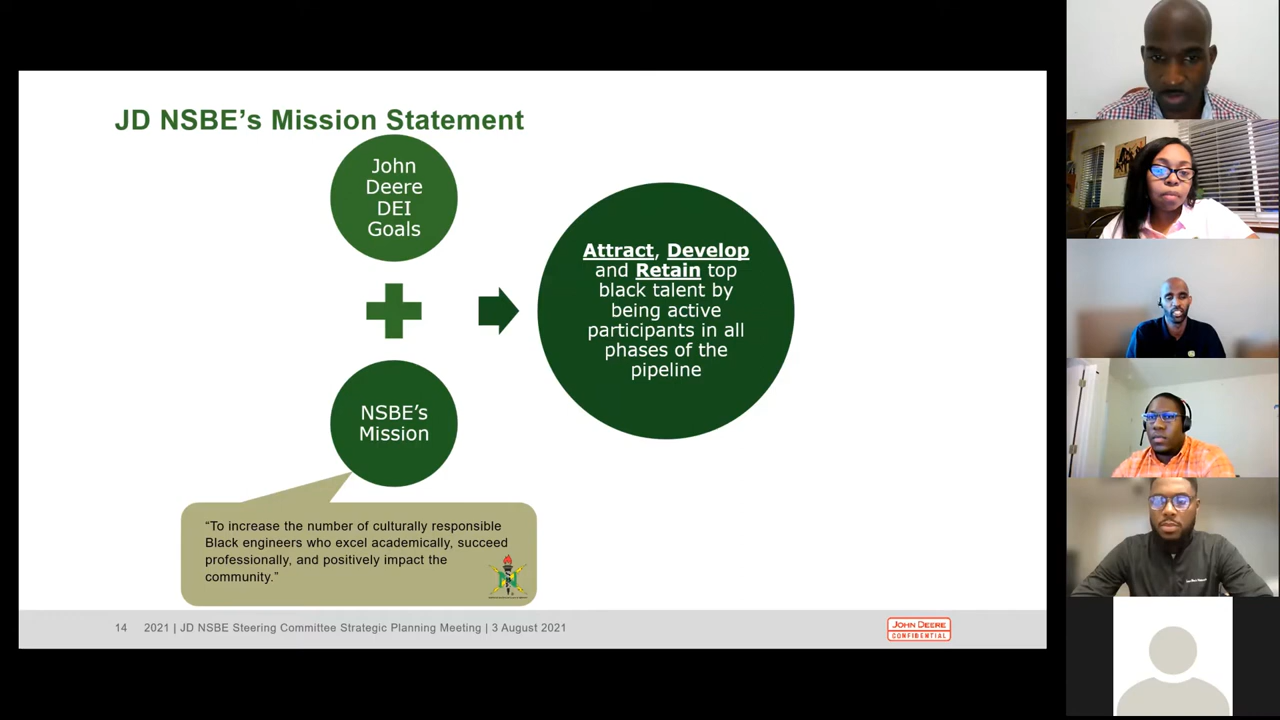 JD NSBE’s Mission Statement
John
Deere
DEI
Goals
NSBE’s
Mission
Attract, Develop
and Retain top
black talent by
being active
participants in all
phases of the
pipeline
“To increase the number of culturally responsible
Black engineers who excel academically, succeed
professionally, and positively impact the
community.”
14 2021 | JD NSBE Steering Committee Strategic Planning Meeting | 3 August 2021
JOHN DEERE
CONFIDENTIAL